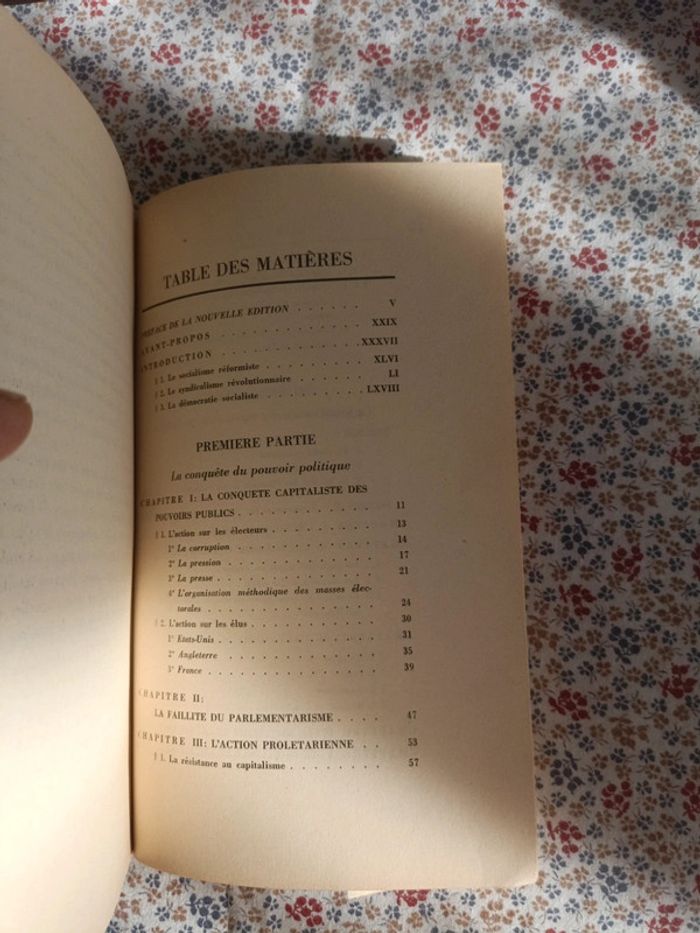 TABLE DES MATIÈRES
PREFACE DE LA NOUVELLE EDITION . . . . . . V
AVANT-PROPOS . . . . . . . . . XXIX
INTRODUCTION . . . . . . . . . XXXVII
§ 1. Le socialisme réformiste . . . . . . . XLVI
§ 2. Le syndicalisme révolutionnaire . . . . . LI
§ 3. La démocratie socialiste . . . . . . . LXVIII
PREMIERE PARTIE
La conquête du pouvoir politique
CHAPITRE I: LA CONQUETE CAPITALISTE DES
POUVOIRS PUBLICS . . . . . . . . . 11
§ 1. L'action sur les électeurs . . . . . . . 13
1° La corruption . . . . . . . . . 14
2° La pression . . . . . . . . . 17
3° La presse . . . . . . . . . . 21
4° L'organisation méthodique des masses élec-
torales . . . . . . . . . . 24
§ 2. L'action sur les élus . . . . . . . . 30
1° Etats-Unis . . . . . . . . . . 31
2° Angleterre . . . . . . . . . . 35
3° France . . . . . . . . . . 39
CHAPITRE II:
LA FAILLITE DU PARLEMENTARISME . . . . 47
CHAPITRE III: L'ACTION PROLETARIENNE . . 53
§ 1. La résistance au capitalisme . . . . . . . 57